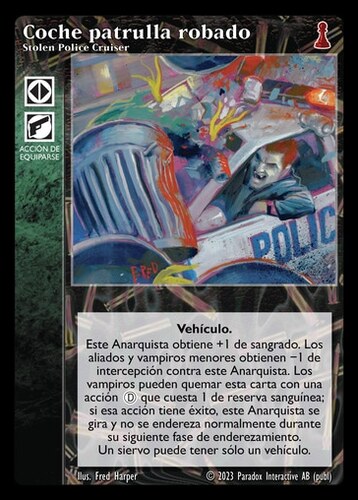 Coche patrulla robado
Stolen Police Cruiser
ACCIÓN DE
EQUIPARSE
POLIC
FRED
Vehículo.
Este Anarquista obtiene +1 de sangrado. Los
aliados y vampiros menores obtienen −1 de
intercepción contra este Anarquista. Los
vampiros pueden quemar esta carta con una
acción Ⓓ que cuesta 1 de reserva sanguínea;
si esa acción tiene éxito, este Anarquista se
gira y no se endereza normalmente durante
su siguiente fase de enderezamiento.
Un siervo puede tener sólo un vehículo.
Ilus. Fred Harper
© 2023 Paradox Interactive AB (publ)